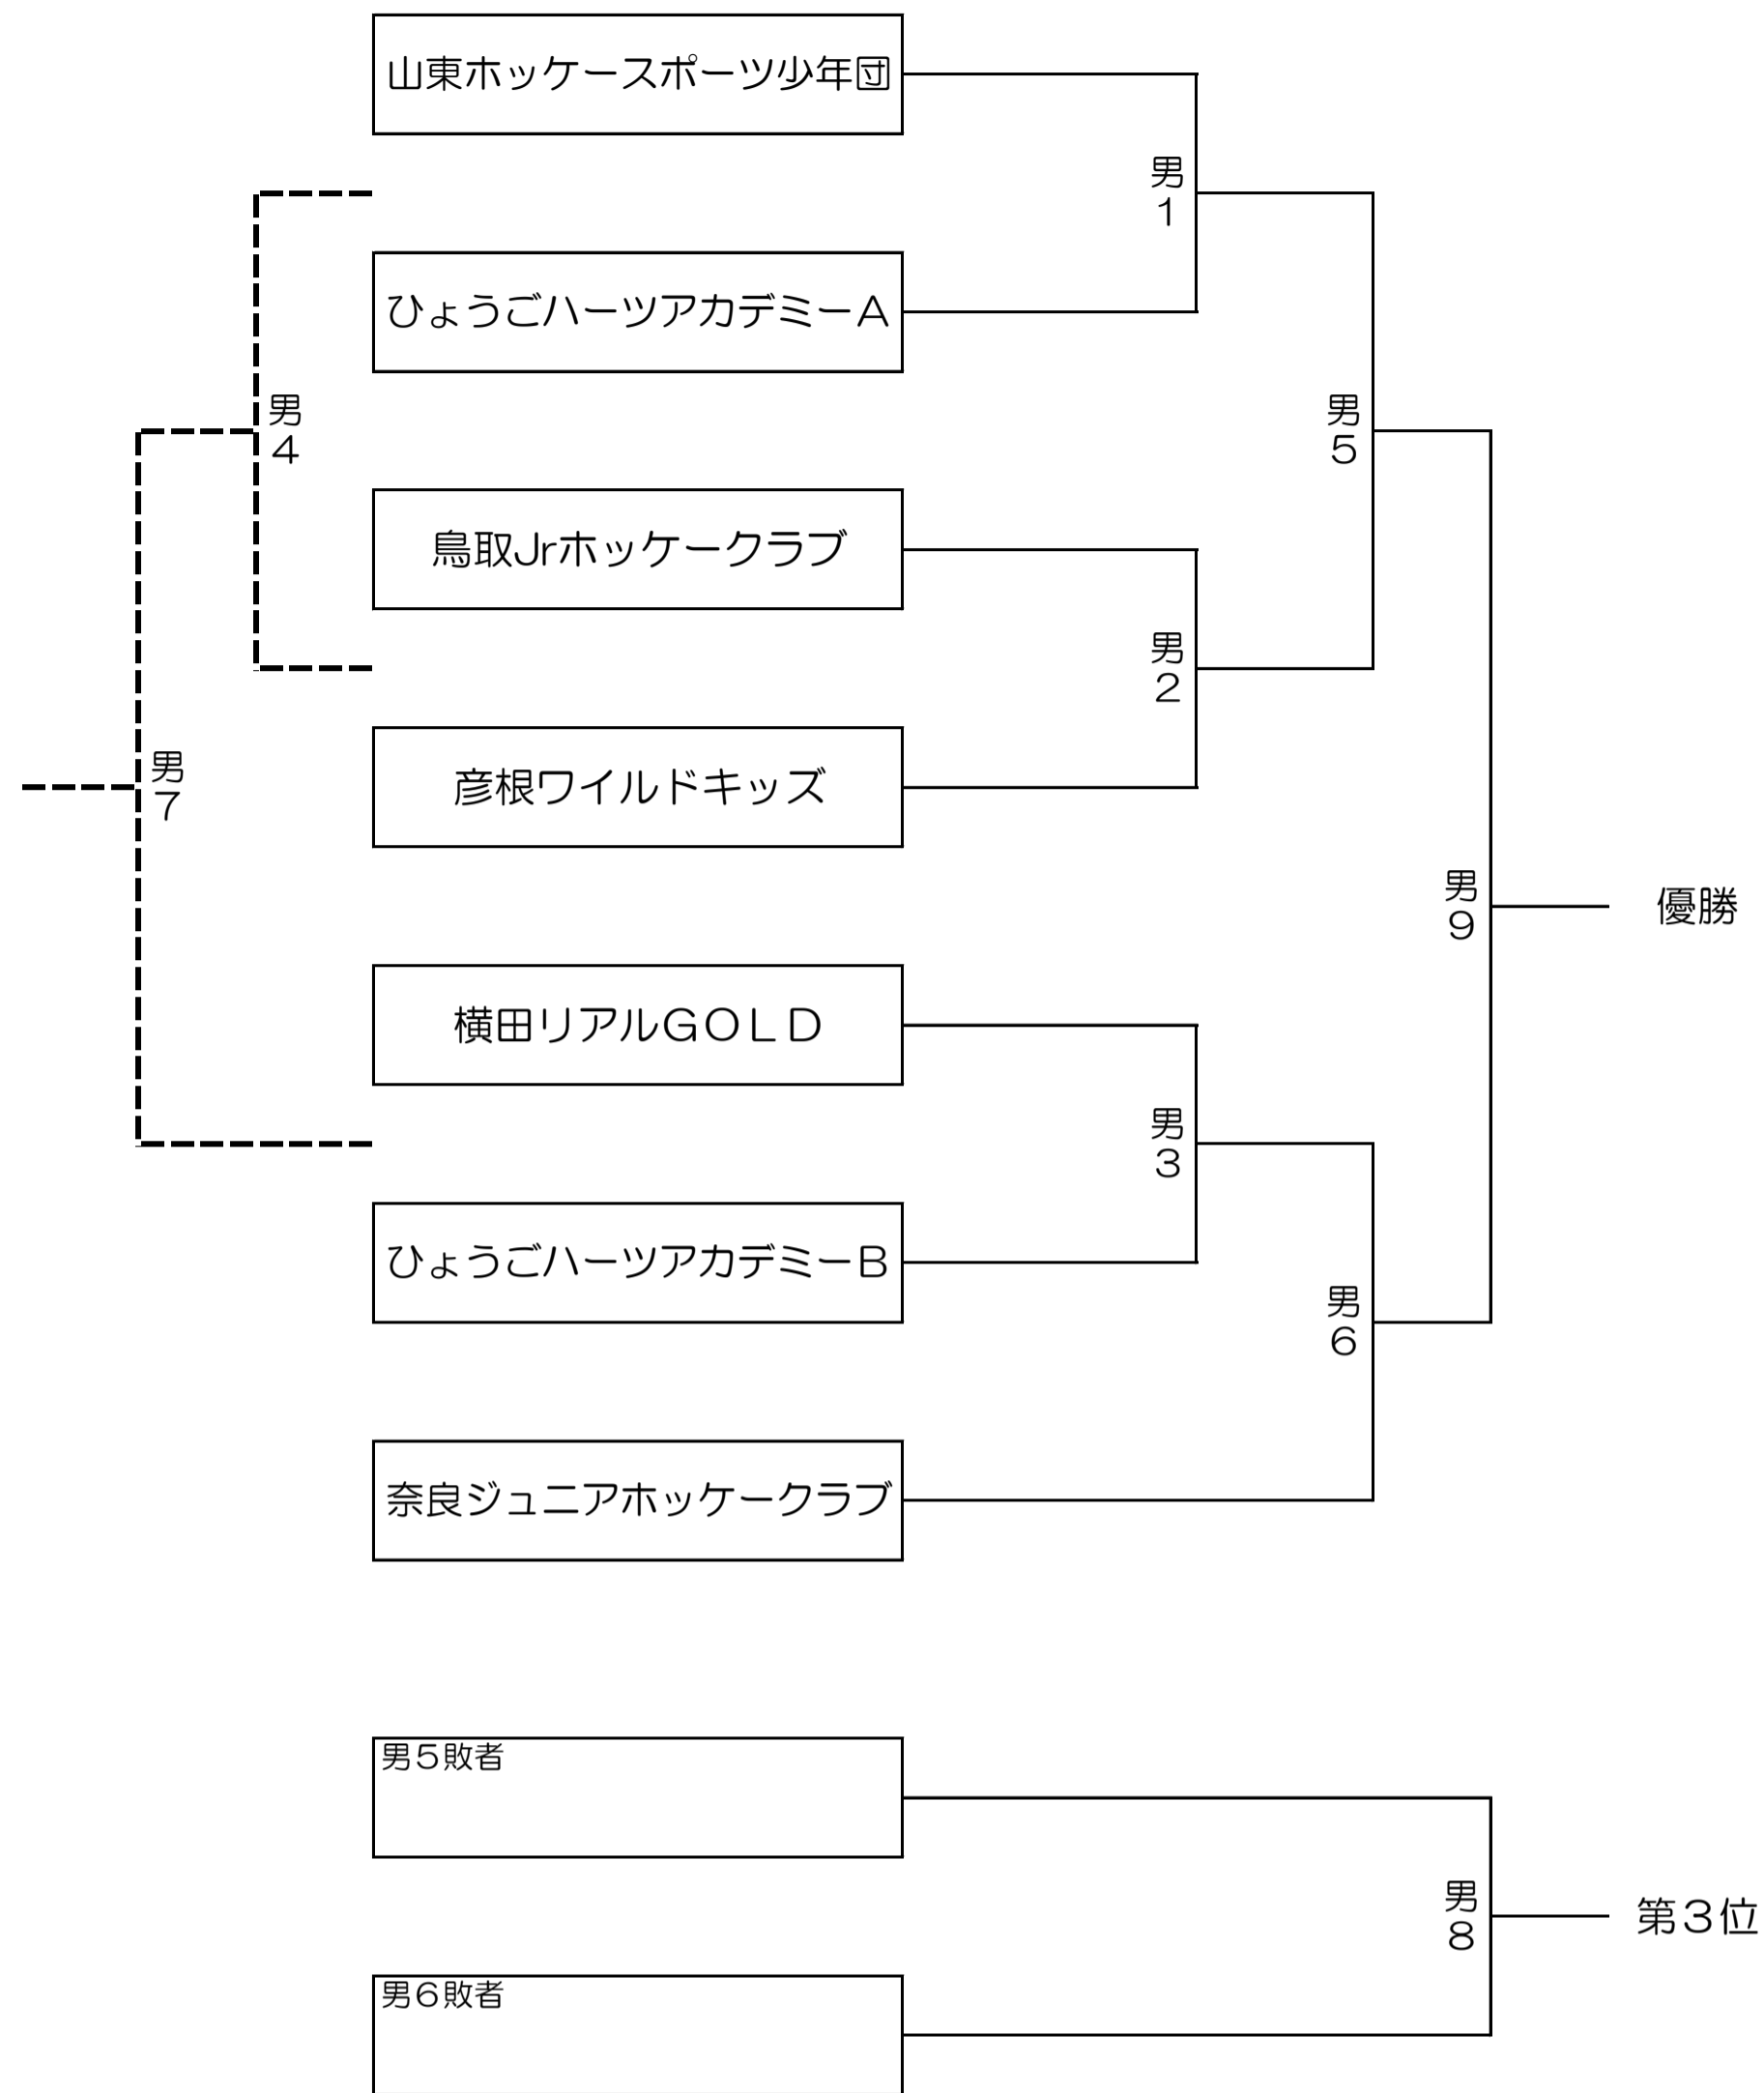 山東ホッケースポーツ少年団
男1
ひょうごハーツアカデミーA
男4
男5
鳥取Jrホッケークラブ
男2
彦根ワイルドキッズ
男7
男9
優勝
横田リアルGOLD
男3
ひょうごハーツアカデミーB
男6
奈良ジュニアホッケークラブ
男5敗者
男8
第3位
男6敗者